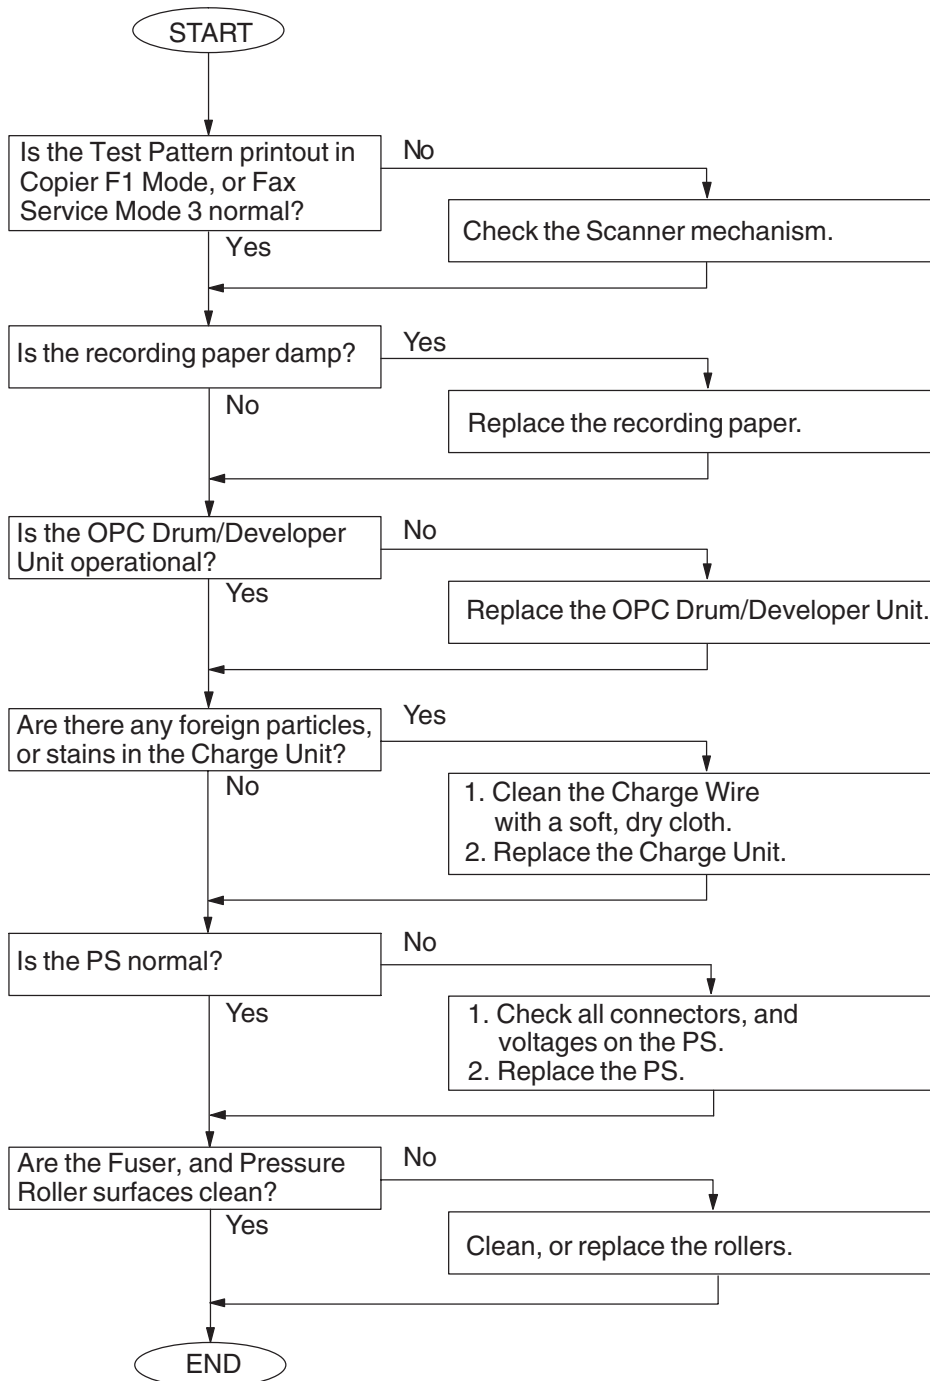 START
Is the Test Pattern printout in
Copier F1 Mode, or Fax
Service Mode 3 normal?
No
Check the Scanner mechanism.
Yes
Is the recording paper damp?
Yes
Replace the recording paper.
No
Is the OPC Drum/Developer
Unit operational?
No
Replace the OPC Drum/Developer Unit.
Yes
Are there any foreign particles,
or stains in the Charge Unit?
Yes
1. Clean the Charge Wire
with a soft, dry cloth.
2. Replace the Charge Unit.
No
Is the PS normal?
No
1. Check all connectors, and
voltages on the PS.
2. Replace the PS.
Yes
Are the Fuser, and Pressure
Roller surfaces clean?
No
Clean, or replace the rollers.
Yes
END